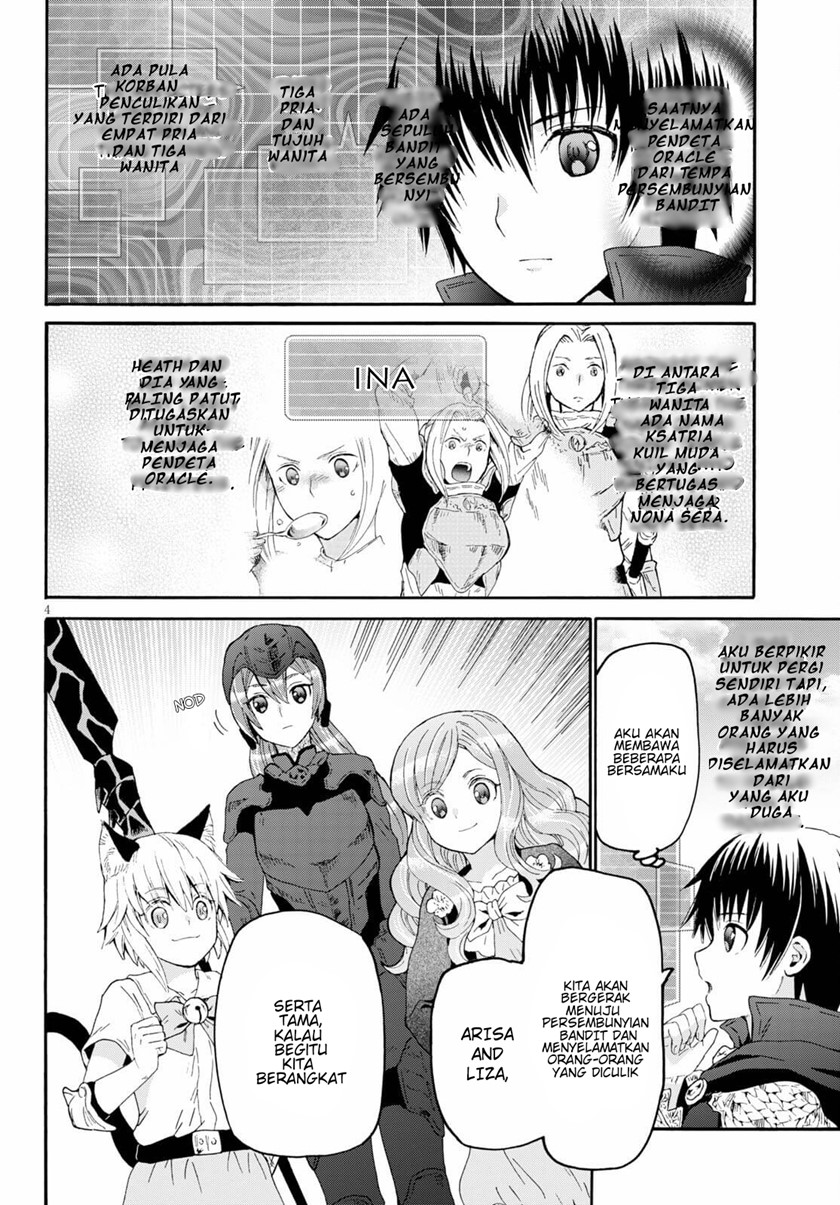 SAATNYA
MENYELAMATKAN
PENDETA
ORACLE
DARI TEMPA
PERSEMBUNYIAN
BANDIT
ADA
SEPULUH
BANDIT
YANG
BERSEMBU
NYI
TIGA
PRIA
DAN
TUJUH
WANITA
ADA PULA
KORBAN
PENCULIKAN
YANG TERDIRI DARI
EMPAT PRIA
DAN TIGA
WANITA
DI ANTARA
TIGA
WANITA
ADA NAMA
KSATRIA
KUIL MUDA
YANG
BERTUGAS
MENJAGA
NONA SERA.
INA
HEATH DAN
DIA YANG
PALING PATUT
DITUGASKAN
UNTUK
MENJAGA
PENDETA
ORACLE.
4
AKU BERPIKIR
UNTUK PERGI
SENDIRI TAPI,
ADA LEBIH
BANYAK
ORANG YANG
HARUS
DISELAMATKAN
DARI
YANG AKU
DUGA
AKU AKAN
MEMBAWA
BEBERAPA
BERSAMAKU
KITA AKAN
BERGERAK
MENUJU
PERSEMBUNYIAN
BANDIT DAN
MENYELAMATKAN
ORANG-ORANG
YANG DICULIK
ARISA
AND
LIZA,
NOD
SERTA
TAMA,
KALAU
BEGITU
KITA
BERANGKAT